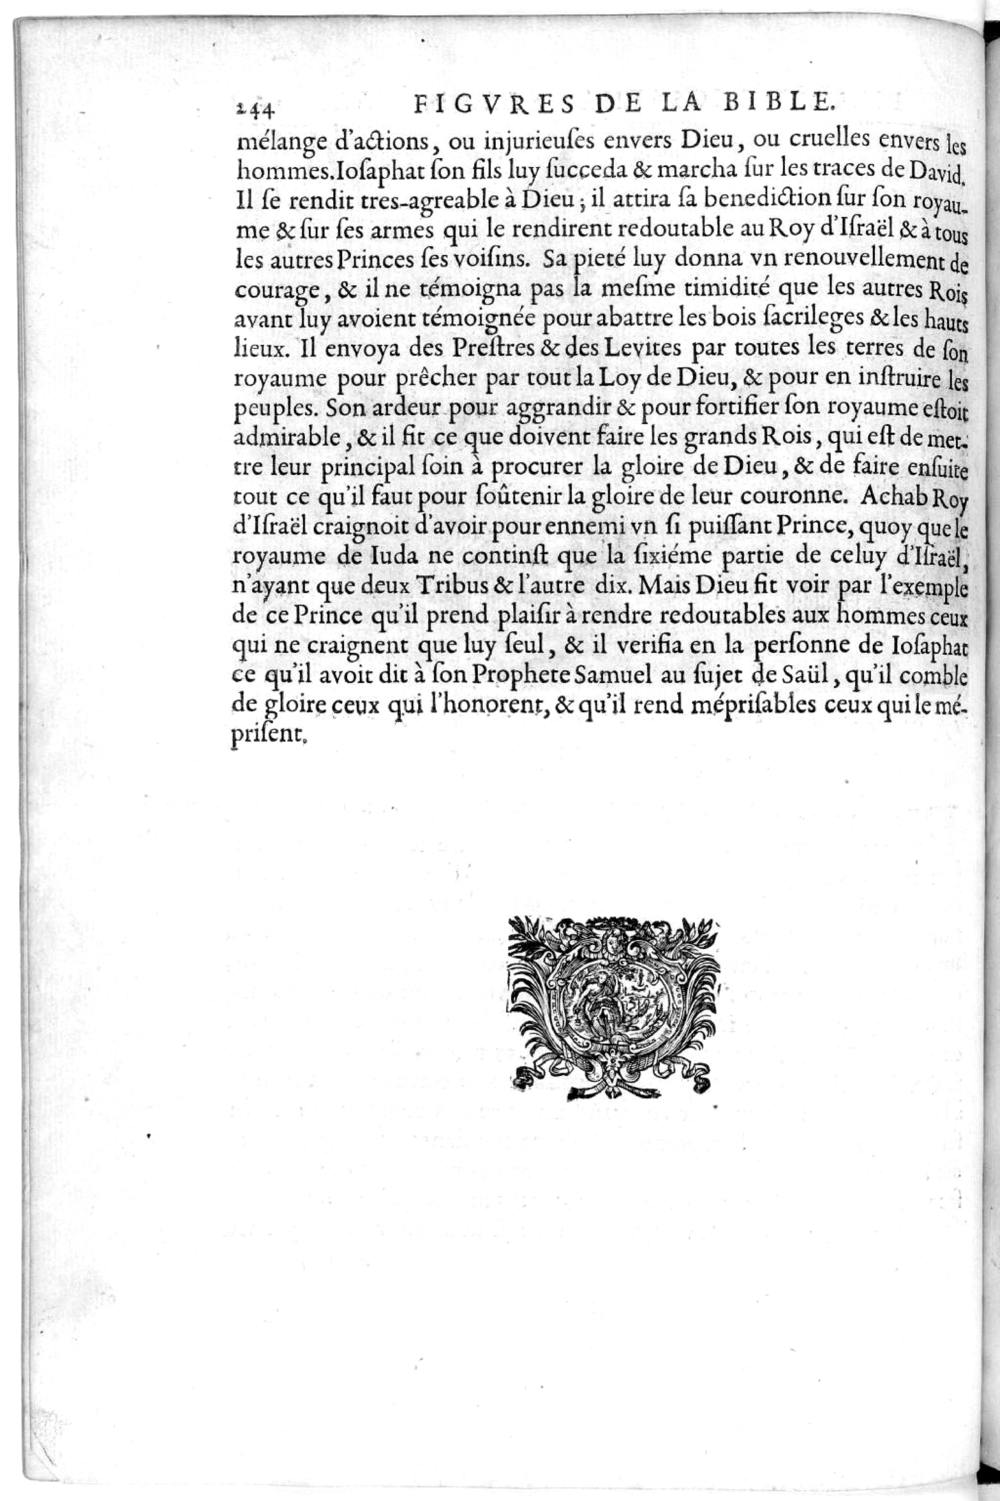 244 FIGVRES DE LA BIBLE.
mélange d'actions, ou injurieuſes envers Dieu, ou cruelles envers les
hommes.Ioſaphat ſon fils luy ſucceda & marcha ſur les traces de David.
Il ſe rendit tres-agreable à Dieu; il attira ſa benediction ſur ſon royau-
me & ſur ſes armes qui le rendirent redoutable au Roy d'Iſraël & à tous
les autres Princes ſes voiſins. Sa pieté luy donna vn renouvellement de
courage, & il ne témoigna pas la meſme timidité que les autres Rois
avant luy avoient témoignée pour abattre les bois ſacrileges & les hauts
lieux. Il envoya des Preſtres & des Levites par toutes les terres de ſon
royaume pour prêcher par tout la Loy de Dieu, & pour en inſtruire les
peuples. Son ardeur pour aggrandir & pour fortifier ſon royaume eſtoit
admirable, & il fit ce que doivent faire les grands Rois, qui eſt de met-
tre leur principal ſoin à procurer la gloire de Dieu, & de faire enſuite
tout ce qu'il faut pour ſoûtenir la gloire de leur couronne. Achab Roy
d'Iſraël craignoit d'avoir pour ennemi vn ſi puiſſant Prince, quoy que le
royaume de Iuda ne continſt que la ſixiéme partie de celuy d'Iſraël,
n'ayant que deux Tribus & l'autre dix. Mais Dieu fit voir par l'exemple
de ce Prince qu'il prend plaiſir à rendre redoutables aux hommes ceux
qui ne craignent que luy ſeul, & il verifia en la perſonne de Ioſaphat
ce qu'il avoit dit à ſon Prophete Samuel au ſujet de Saül, qu'il comble
de gloire ceux qui l'honorent, & qu'il rend mépriſables ceux qui le mé-
priſent.